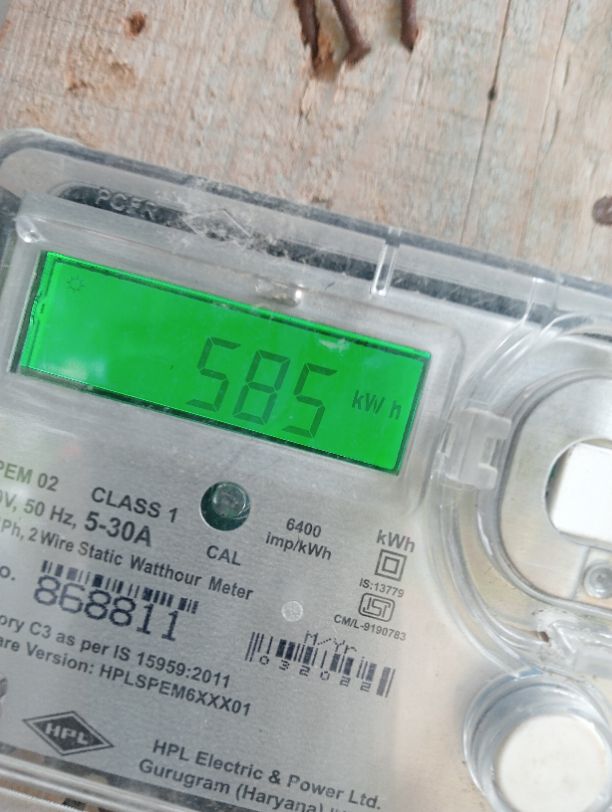 585 kWh
PEM 02 CLASS 1
0V, 50 Hz, 5-30A
Ph, 2 Wire Static Watthour Meter
CAL
6400
imp/kWh
kWh
IS:13779
CM/L-9190783
o. 868811
M/Yr
032022
ory C3 as per IS 15959:2011
are Version: HPLSPEM6XXX01
HPL
HPL Electric & Power Ltd.
Gurugram (Haryana)